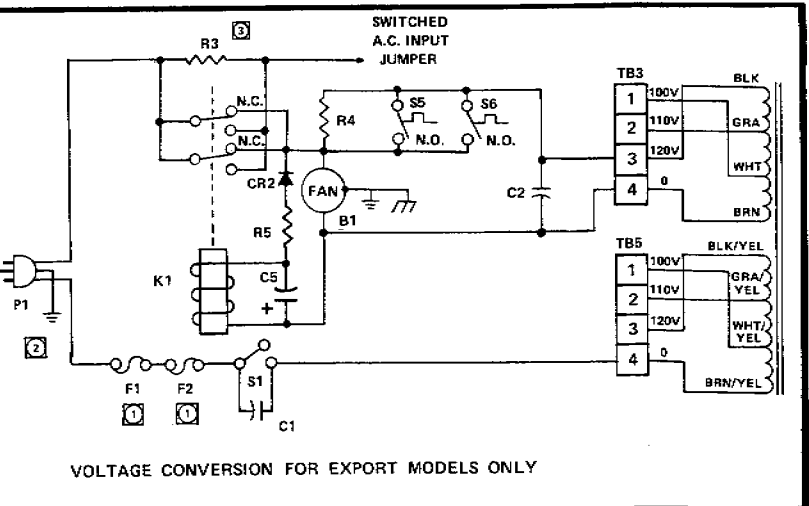 SWITCHED
A.C. INPUT
JUMPER
3
R3
TB3
BLK
N.C.
S5
S6
1 100V
R4
2 110V
GRA
N.C.
N.O.
N.O.
3 120V
WHT
CR2
FAN
C2
4 0
B1
BRN
R5
TB5
BLK/YEL
P1
K1
C5
+
1 100V
GRA/
YEL
2 110V
2
3 120V
WHT/
YEL
4 0
F1
F2
S1
BRN/YEL
1
1
C1
VOLTAGE CONVERSION FOR EXPORT MODELS ONLY